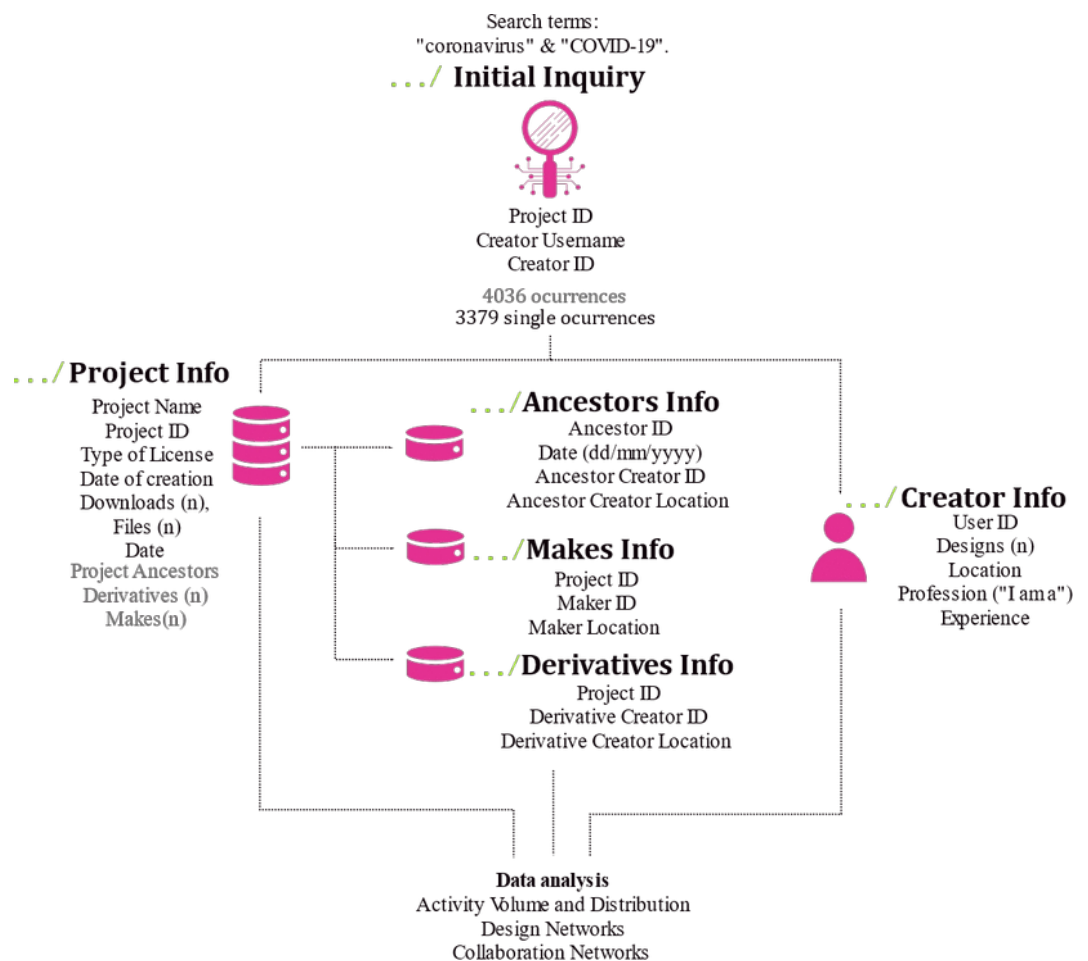 Search terms:
"coronavirus" & "COVID-19".
.../ Initial Inquiry
Project ID
Creator Username
Creator ID
4036 ocurrences
3379 single ocurrences
.../ Project Info
Project Name
Project ID
Type of License
Date of creation
Downloads (n),
Files (n)
Date
Project Ancestors
Derivatives (n)
Makes(n)
.../Ancestors Info
Ancestor ID
Date (dd/mm/yyyy)
Ancestor Creator ID
Ancestor Creator Location
.../Makes Info
Project ID
Maker ID
Maker Location
.../Derivatives Info
Project ID
Derivative Creator ID
Derivative Creator Location
.../ Creator Info
User ID
Designs (n)
Location
Profession ("I am a")
Experience
Data analysis
Activity Volume and Distribution
Design Networks
Collaboration Networks